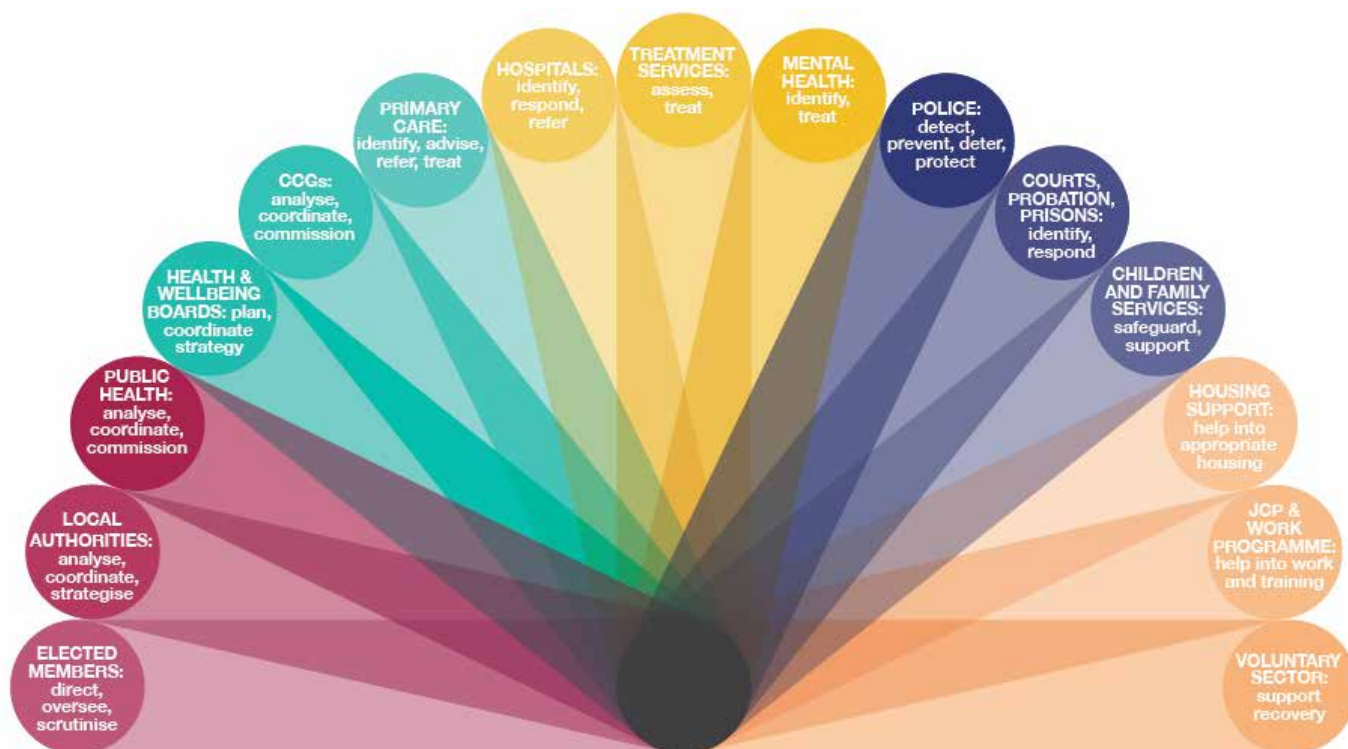 ELECTED
MEMBERS:
direct,
oversee,
scrutinise
LOCAL
AUTHORITIES:
analyse,
coordinate,
strategise
PUBLIC
HEALTH:
analyse,
coordinate,
commission
HEALTH &
WELLBEING
BOARDS: plan,
coordinate
strategy
CCGs:
analyse,
coordinate,
commission
PRIMARY
CARE:
identify, advise,
refer, treat
HOSPITALS:
identify,
respond,
refer
TREATMENT
SERVICES:
assess,
treat
MENTAL
HEALTH:
identify,
treat
POLICE:
detect,
prevent, deter,
protect
COURTS,
PROBATION,
PRISONS:
identify,
respond
CHILDREN
AND FAMILY
SERVICES:
safeguard,
support
HOUSING
SUPPORT:
help into
appropriate
housing
JCP &
WORK
PROGRAMME:
help into work
and training
VOLUNTARY
SECTOR:
support
recovery